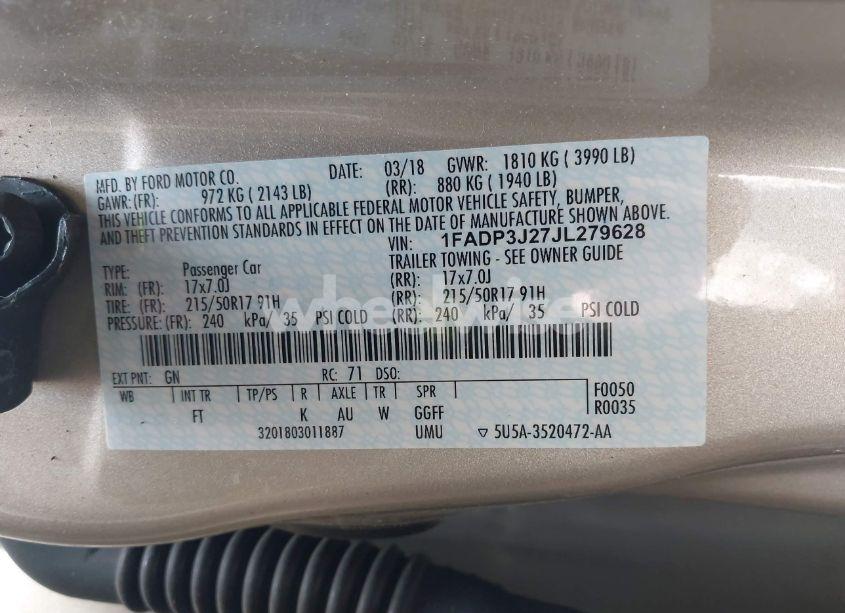 MFD. BY FORD MOTOR CO. DATE: 03/18 GVWR: 1810 KG ( 3990 LB)
GAWR: (FR): 972 KG ( 2143 LB) (RR): 880 KG ( 1940 LB)
THIS VEHICLE CONFORMS TO ALL APPLICABLE FEDERAL MOTOR VEHICLE SAFETY, BUMPER,
AND THEFT PREVENTION STANDARDS IN EFFECT ON THE DATE OF MANUFACTURE SHOWN ABOVE.
VIN: 1FADP3J27JL279628
TYPE: Passenger Car TRAILER TOWING - SEE OWNER GUIDE
RIM: (FR): 17x7.0J (RR): 17x7.0J
TIRE: (FR): 215/50R17 91H (RR): 215/50R17 91H
PRESSURE: (FR): 240 kPa/ 35 PSI COLD (RR): 240 kPa/ 35 PSI COLD
EXT PNT: GN RC: 71 DSO:
WB INT TR TP/PS R AXLE TR SPR F0050
FT K AU W GGFF R0035
3201803011887 UMU ▽ 5U5A-3520472-AA